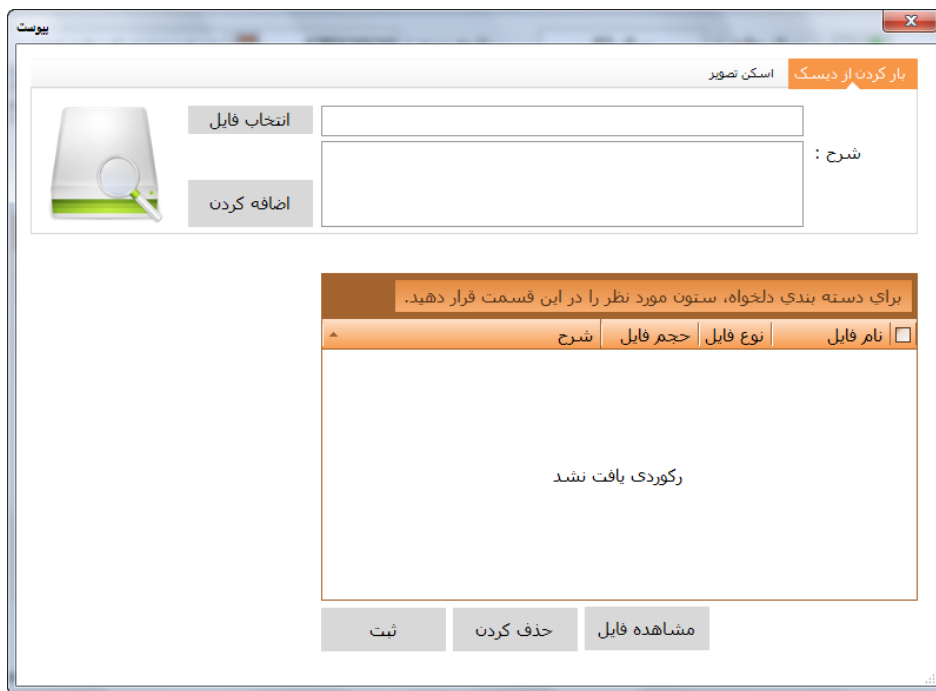 پیوست
بار کردن از دیسک اسکن تصویر
انتخاب فایل
شرح :
اضافه کردن
براي دسته بندي دلخواه، ستون مورد نظر را در اين قسمت قرار دهيد.
نام فایل نوع فایل حجم فایل شرح
رکوردی یافت نشد
مشاهده فایل حذف کردن ثبت